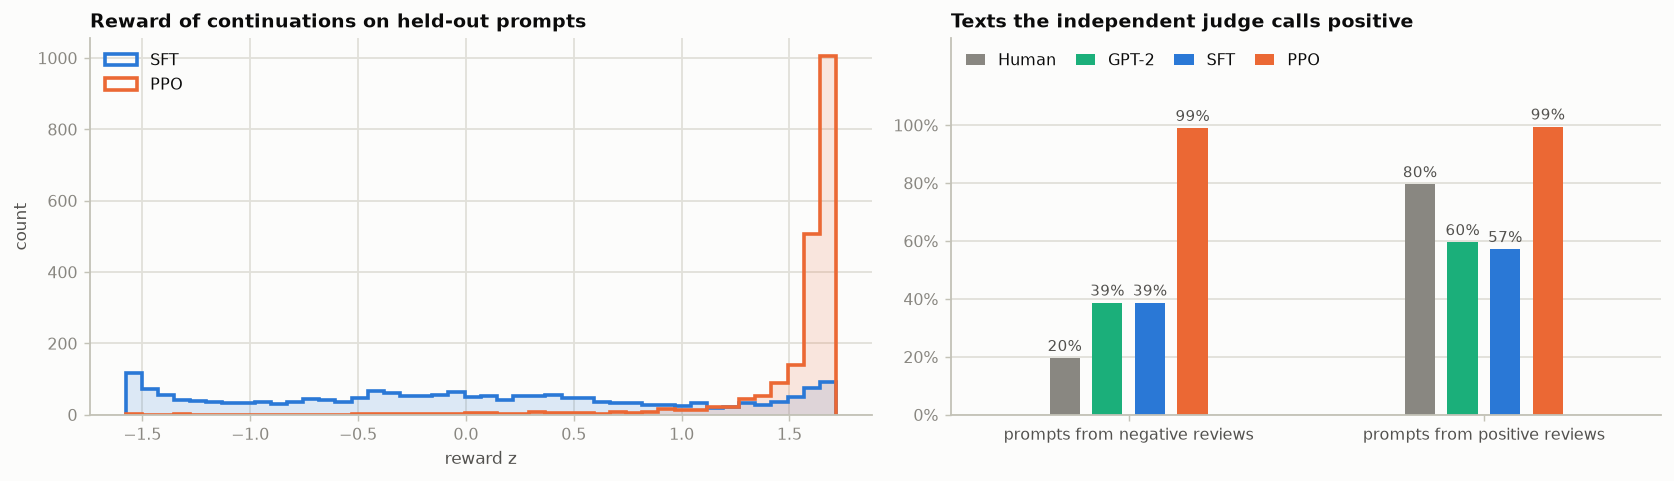 Reward of continuations on held-out prompts
SFT
PPO
1000
800
600
400
200
0
count
−1.5
−1.0
−0.5
0.0
0.5
1.0
1.5
reward z
Texts the independent judge calls positive
Human
GPT-2
SFT
PPO
100%
80%
60%
40%
20%
0%
20%
39%
39%
99%
80%
60%
57%
99%
prompts from negative reviews
prompts from positive reviews